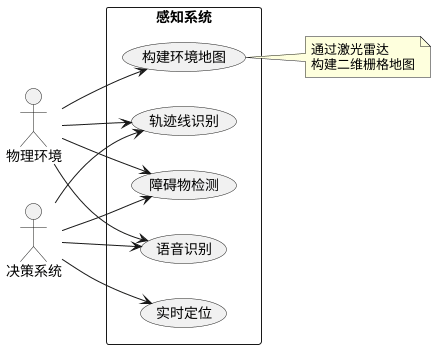 感知系统
构建环境地图
通过激光雷达
构建二维栅格地图
轨迹线识别
物理环境
障碍物检测
语音识别
决策系统
实时定位